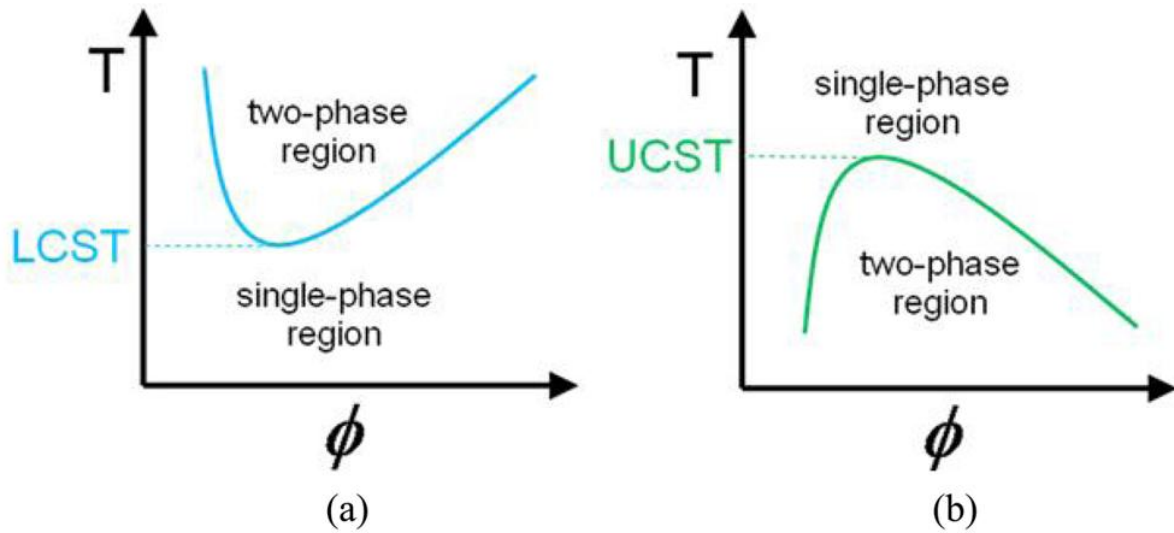 T
two-phase
region
LCST
single-phase
region
ϕ
(a)
T
single-phase
region
UCST
two-phase
region
ϕ
(b)